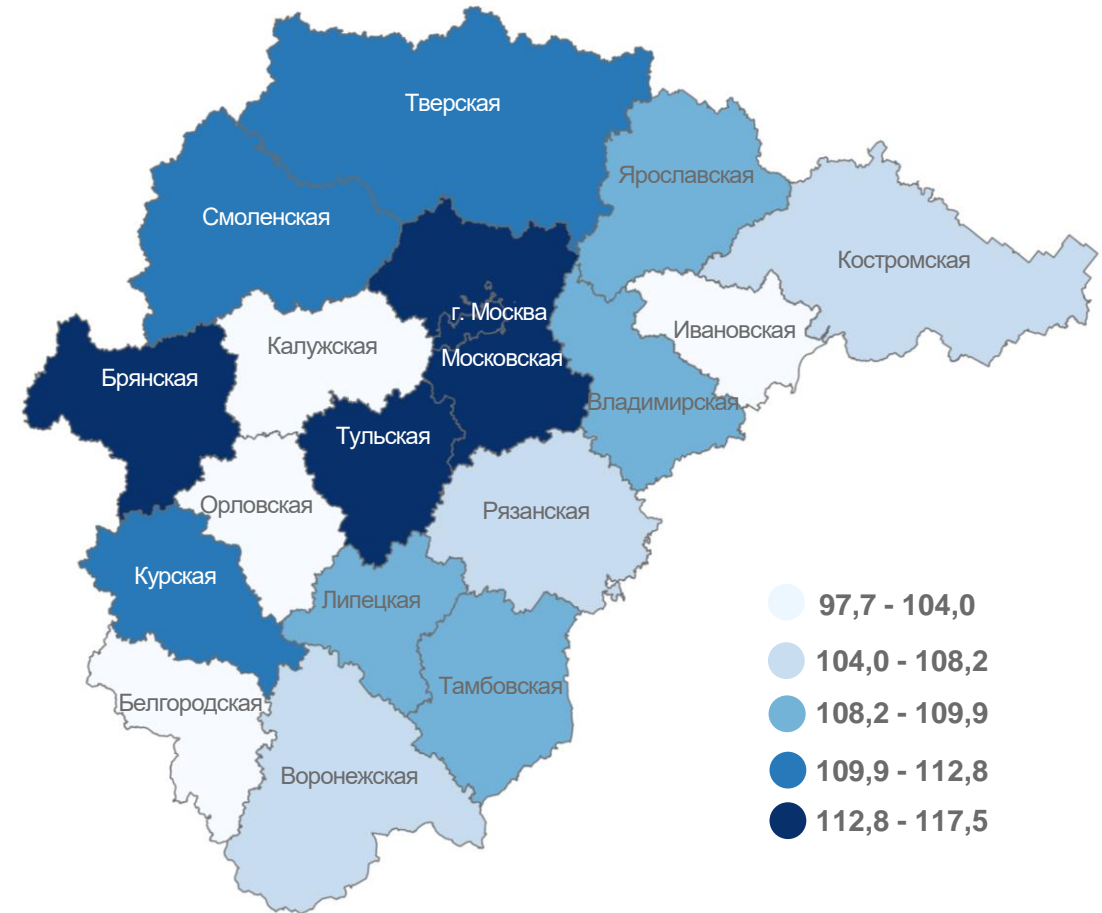 Тверская
Ярославская
Смоленская
Костромская
г. Москва
Ивановская
Калужская
Московская
Брянская
Владимирская
Тульская
Орловская
Рязанская
Курская
Липецкая
97,7 - 104,0
104,0 - 108,2
Тамбовская
Белгородская
108,2 - 109,9
Воронежская
109,9 - 112,8
112,8 - 117,5